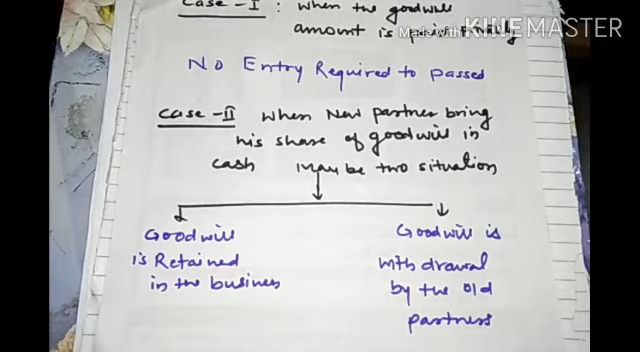 Case-I : When the goodwill
amount is
Made with KINEMASTER
No Entry Required to passed
Case-II When New partner bring
his share of goodwill in
cash may be two situation
Goodwill
is Retained
in the business
Goodwill is
withdrawal
by the old
partness